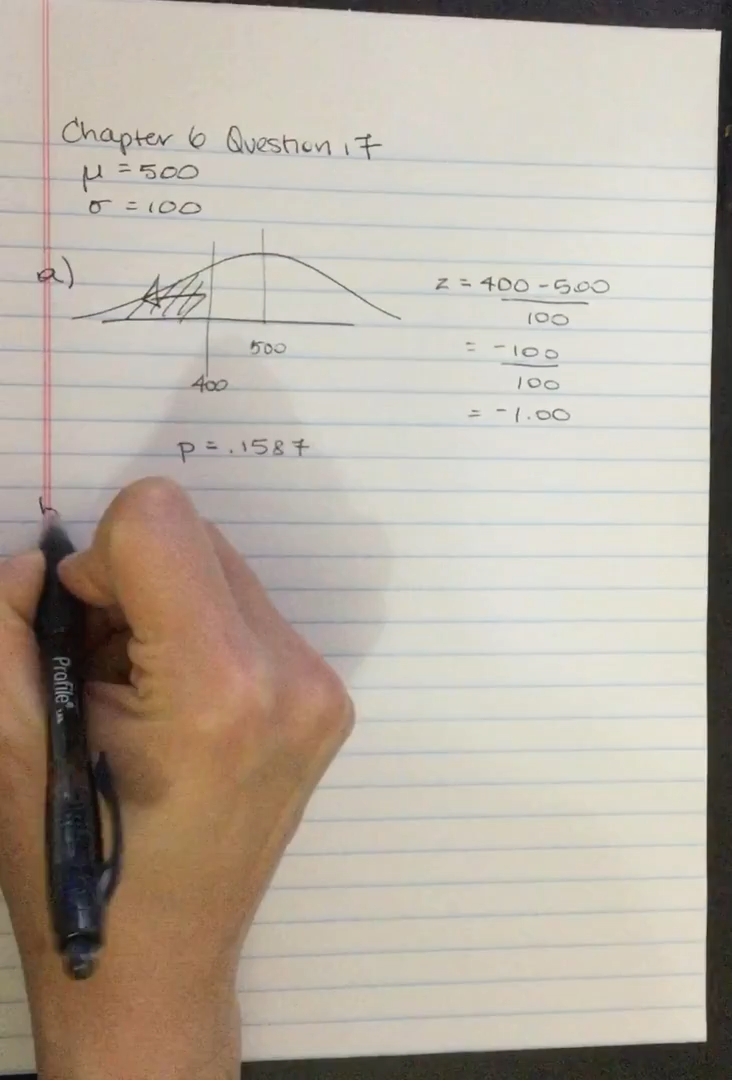 Chapter 6 Question 17
μ = 500
σ = 100
a)
500
400
z = 400 - 500
100
= -100
100
= -1.00
p = .1587
Profile